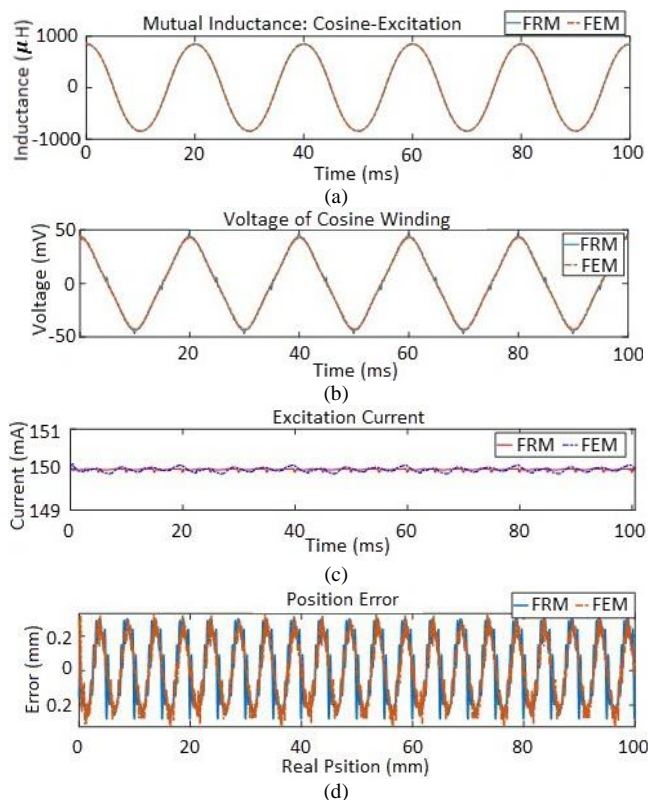 Mutual Inductance: Cosine-Excitation
FRM FEM
Inductance (μH)
1000
0
-1000
0 20 40 60 80 100
Time (ms)
(a)
Voltage of Cosine Winding
FRM
FEM
Voltage (mV)
50
0
-50
20 40 60 80 100
Time (ms)
(b)
Excitation Current
FRM FEM
Current (mA)
151
150
149
0 20 40 60 80 100
Time (ms)
(c)
Position Error
FRM FEM
Error (mm)
0.2
0
0.2
0 20 40 60 80 100
Real Psition (mm)
(d)